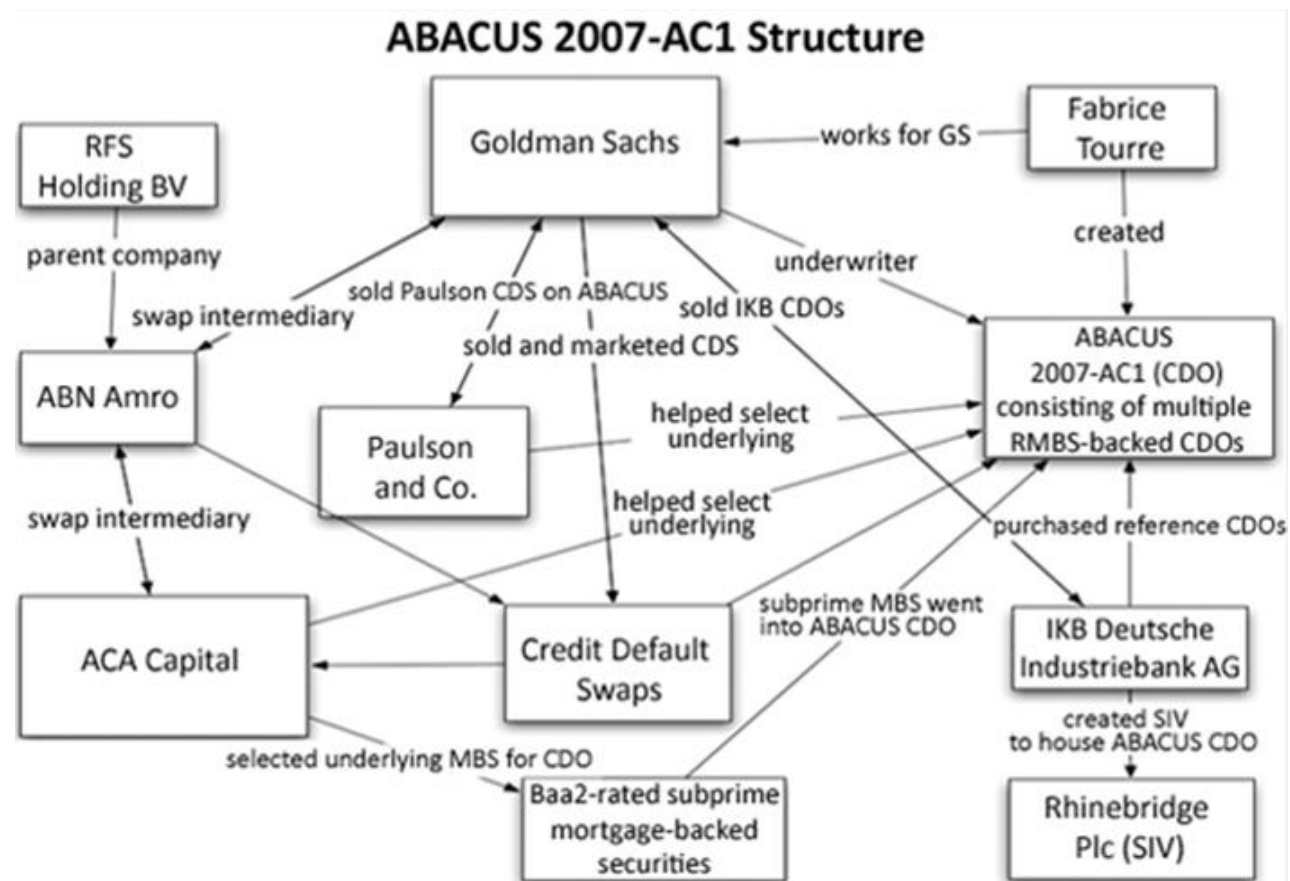 ABACUS 2007-AC1 Structure
Goldman Sachs
Fabrice
Tourre
works for GS
RFS
Holding BV
parent company
created
underwriter
sold Paulson CDS on ABACUS
sold IKB CDOs
swap intermediary
sold and marketed CDS
ABN Amro
ABACUS
2007-AC1 (CDO)
consisting of multiple
RMBS-backed CDOs
Paulson
and Co.
helped select
underlying
helped select
underlying
swap intermediary
purchased reference CDOs
subprime MBS went
into ABACUS CDO
ACA Capital
Credit Default
Swaps
IKB Deutsche
Industriebank AG
created SIV
to house ABACUS CDO
selected underlying MBS for CDO
Baa2-rated subprime
mortgage-backed
securities
Rhinebridge
Plc (SIV)